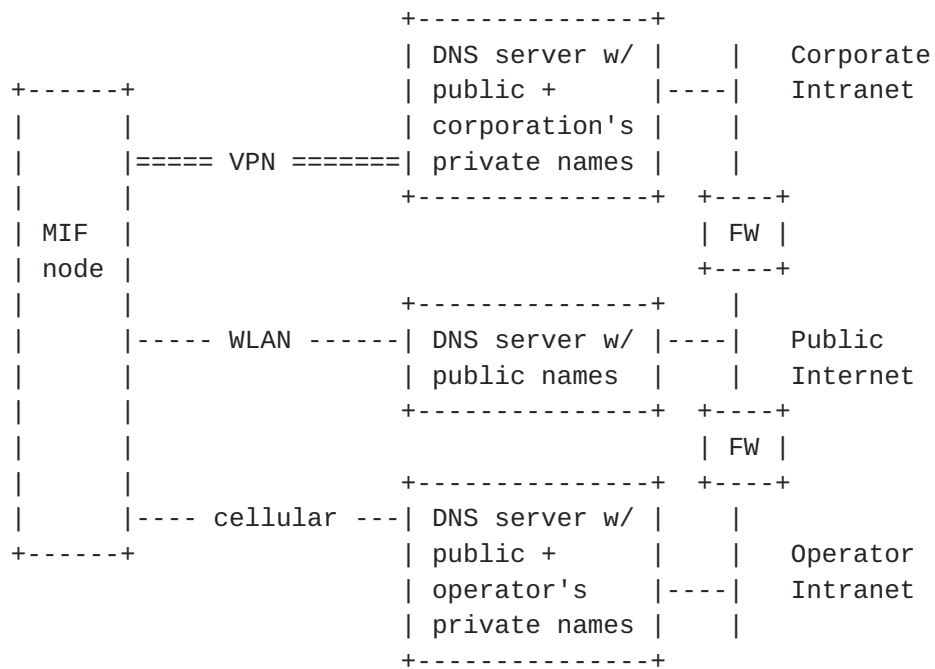 DNS server w/ Corporate
public + Intranet
corporation's
VPN private names
MIF FW
node
WLAN DNS server w/ Public
public names Internet
FW
cellular DNS server w/
public + Operator
operator's Intranet
private names